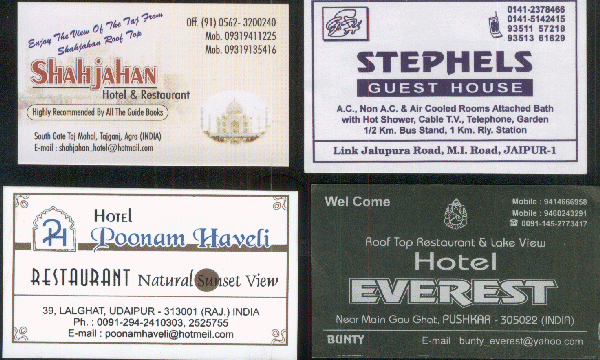 Enjoy The View Of The Taj From
Shahjahan Roof Top
Off. (91) 0562- 3200240
Mob. 09319411225
Mob. 09319135416
Shahjahan
Hotel & Restaurant
Highly Recommended By All The Guide Books
South Gate Taj Mahal, Tajganj, Agra (INDIA)
E-mail : shahjahan_hotel@hotmail.com
0141-2378466
0141-5142415
93511 57218
93513 61629
STEPHELS
GUEST HOUSE
A.C., Non A.C. & Air Cooled Rooms Attached Bath
with Hot Shower, Cable T.V., Telephone, Garden
1/2 Km. Bus Stand, 1 Km. Rly. Station
Link Jalupura Road, M.I. Road, JAIPUR-1
HOTEL
Poonam Haveli
RESTAURANT Natural Sunset View
39, LALGHAT, UDAIPUR - 313001 (RAJ.) INDIA
Ph. : 0091-294-2410303, 2525755
E-mail : poonamhaveli@hotmeil.com
Wel Come
Mobile : 9414666958
Mobile : 9460243291
0091-145-2773417
Roof Top Restaurant & Lake View
Hotel
EVEREST
Near Main Gau Ghat, PUSHKAR - 305022 (INDIA)
BUNTY
E-mail bunty_everest@yahoo.com